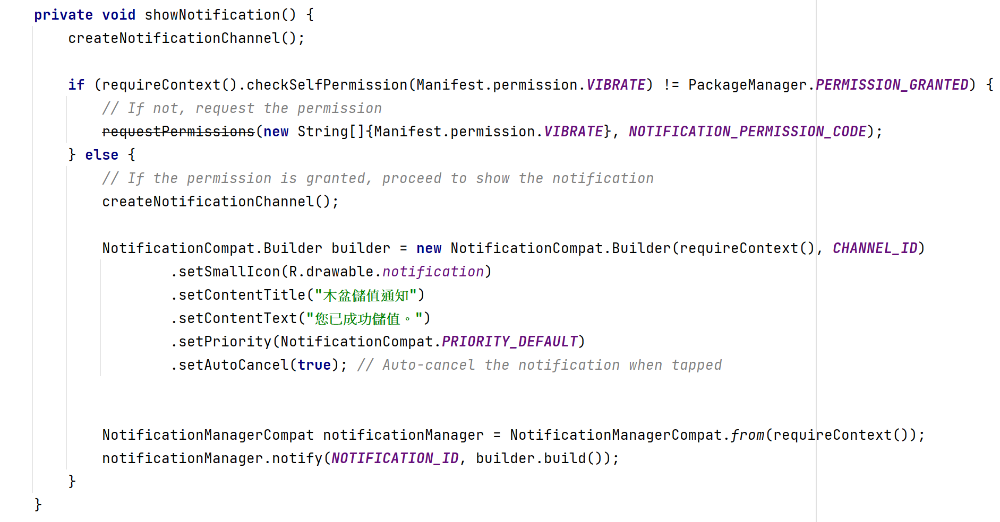 private void showNotification() {
createNotificationChannel();
if (requireContext().checkSelfPermission(Manifest.permission.VIBRATE) != PackageManager.PERMISSION_GRANTED) {
// If not, request the permission
requestPermissions(new String[]{Manifest.permission.VIBRATE}, NOTIFICATION_PERMISSION_CODE);
} else {
// If the permission is granted, proceed to show the notification
createNotificationChannel();
NotificationCompat.Builder builder = new NotificationCompat.Builder(requireContext(), CHANNEL_ID)
.setSmallIcon(R.drawable.notification)
.setContentTitle("木盆儲值通知")
.setContentText("您已成功儲值。")
.setPriority(NotificationCompat.PRIORITY_DEFAULT)
.setAutoCancel(true); // Auto-cancel the notification when tapped
NotificationManagerCompat notificationManager = NotificationManagerCompat.from(requireContext());
notificationManager.notify(NOTIFICATION_ID, builder.build());
}
}